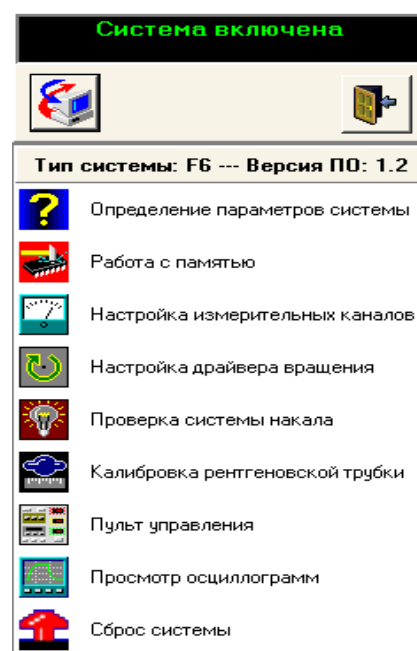 Система включена
Тип системы: F6 --- Версия ПО: 1.2
Определение параметров системы
Работа с памятью
Настройка измерительных каналов
Настройка драйвера вращения
Проверка системы накала
Калибровка рентгеновской трубки
Пульт управления
Просмотр осциллограмм
Сброс системы